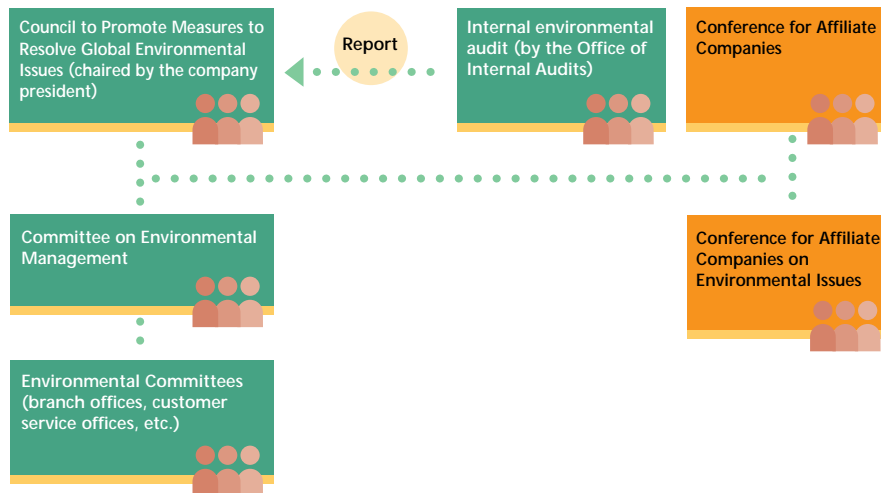 Council to Promote Measures to
Resolve Global Environmental
Issues (chaired by the company
president)
Report
Internal environmental
audit (by the Office of
Internal Audits)
Conference for Affiliate
Companies
Committee on Environmental
Management
Conference for Affiliate
Companies on
Environmental Issues
Environmental Committees
(branch offices, customer
service offices, etc.)